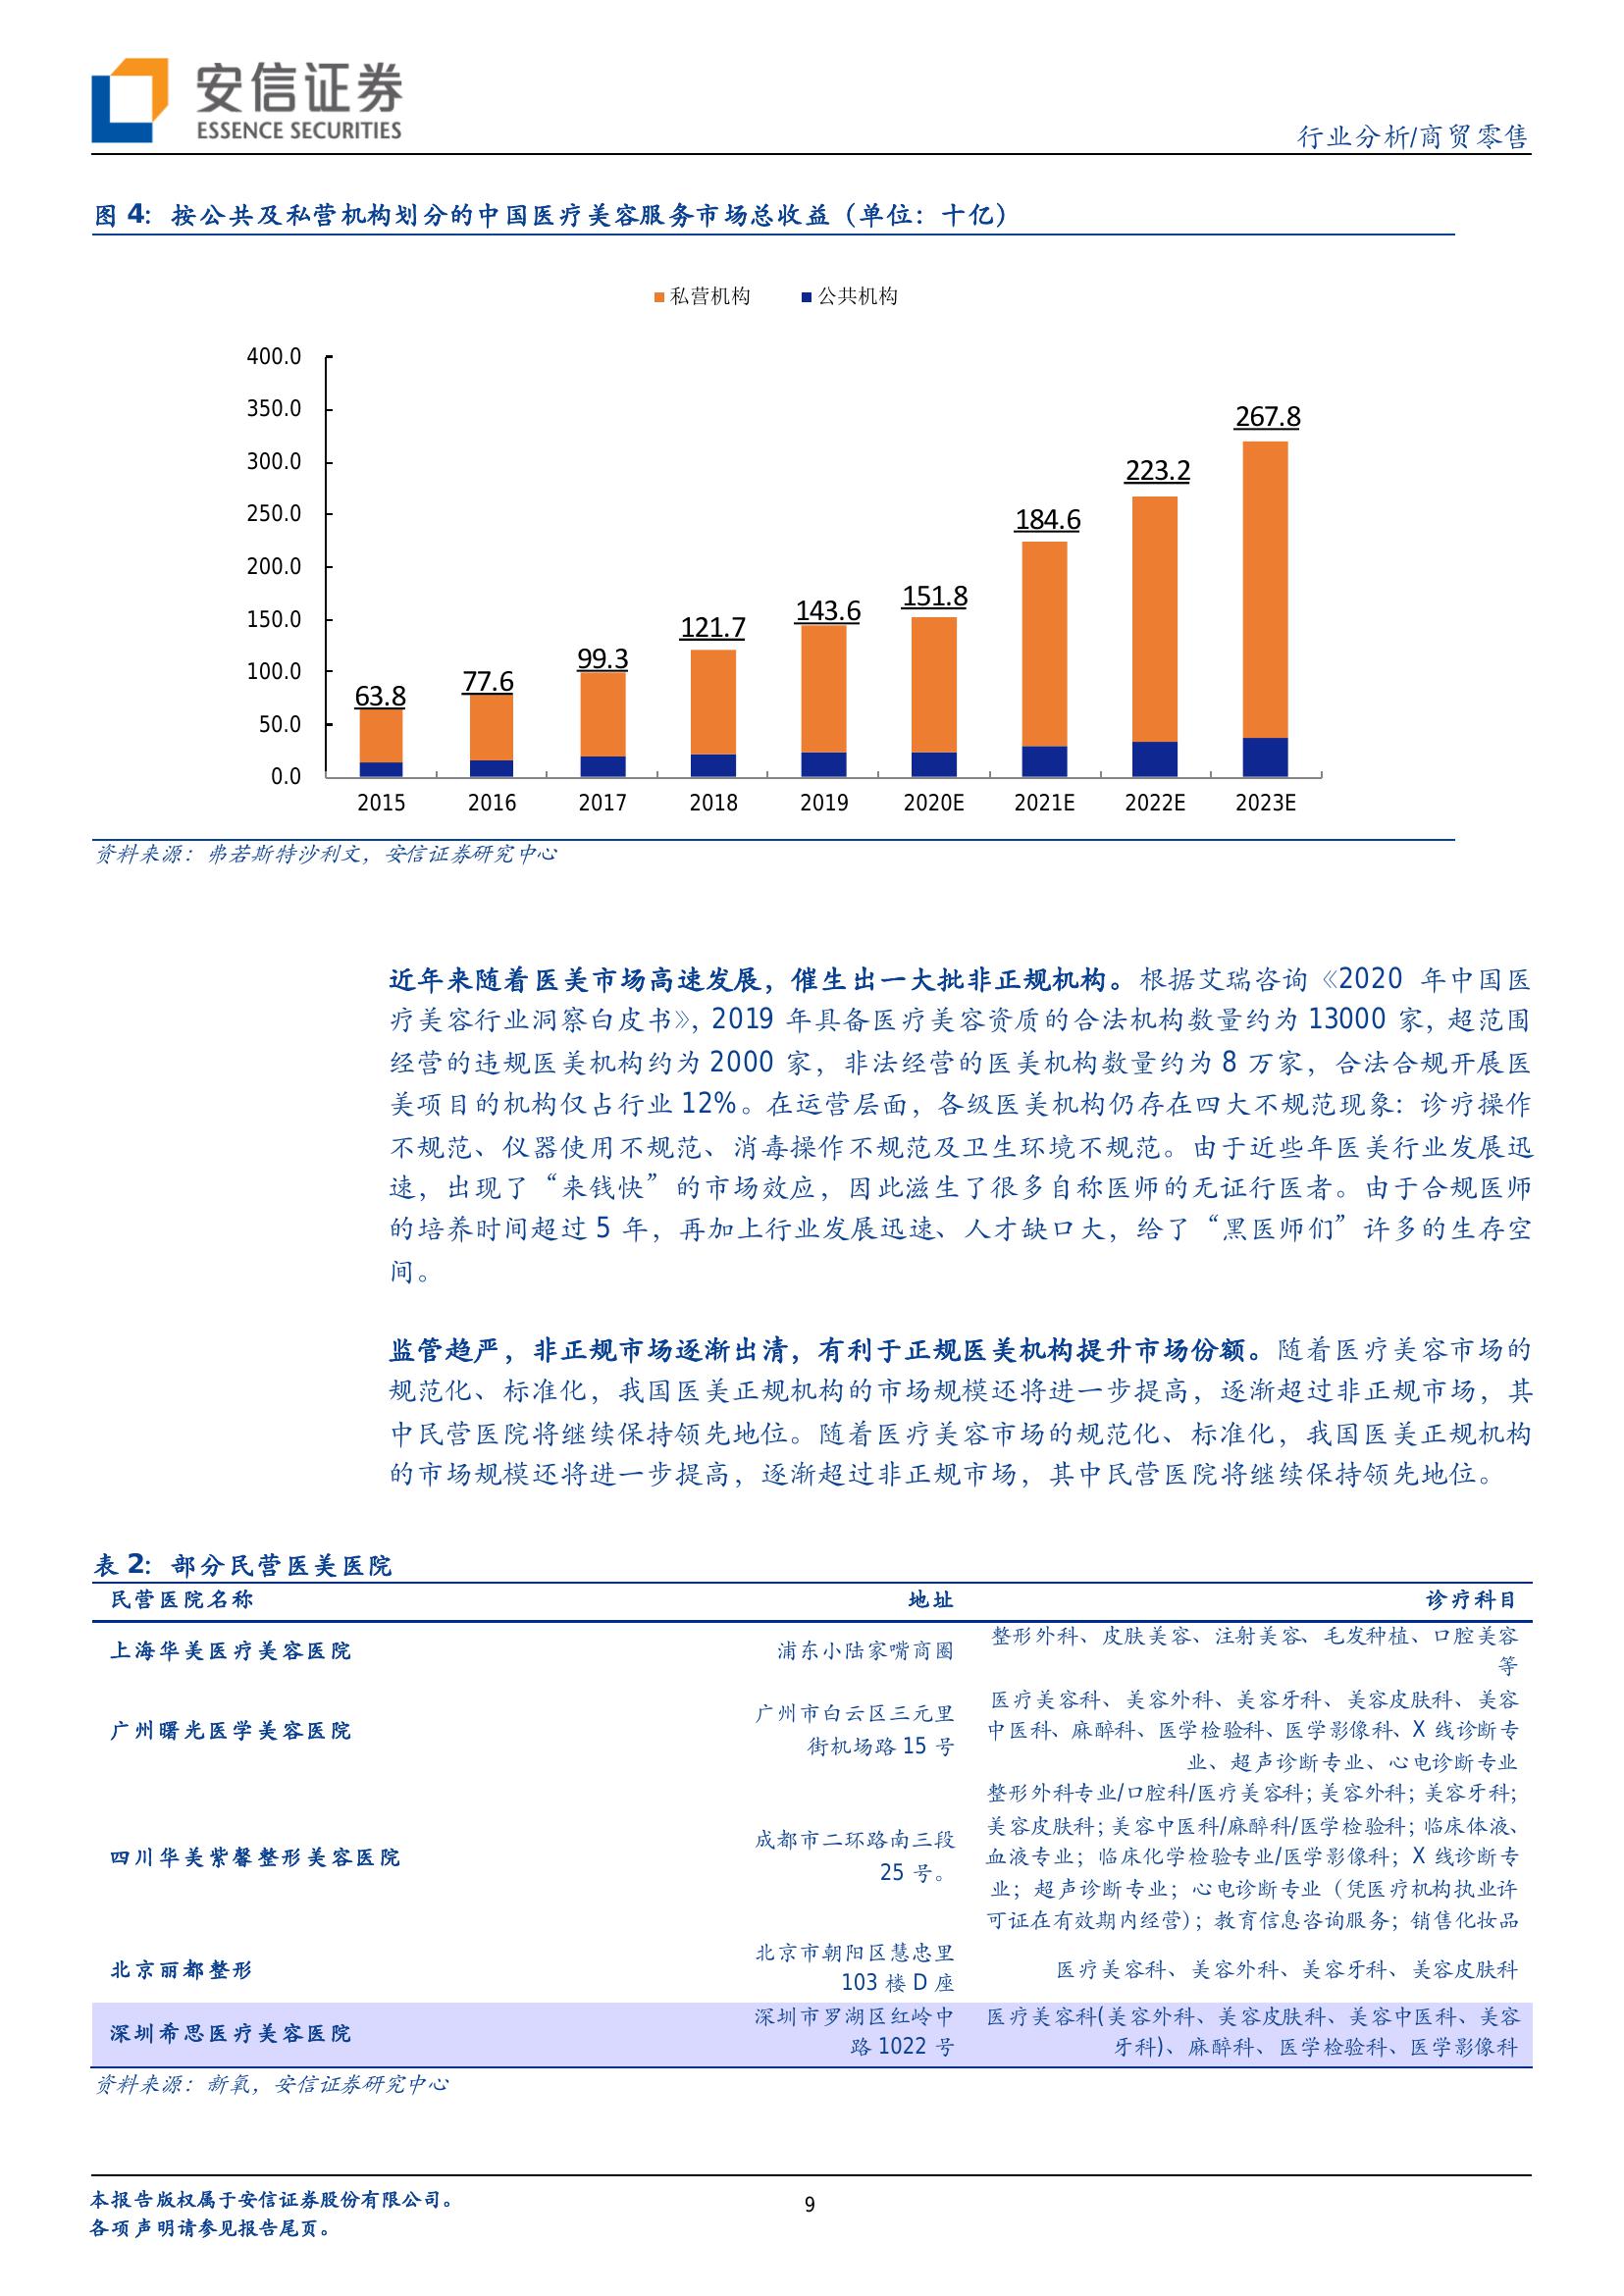 安信证券
ESSENCE SECURITIES
行业分析/商贸零售
图 4：按公共及私营机构划分的中国医疗美容服务市场总收益（单位：十亿）
私营机构 公共机构
400.0
350.0
300.0
250.0
200.0
150.0
100.0
50.0
0.0
63.8
77.6
99.3
121.7
143.6
151.8
184.6
223.2
267.8
2015 2016 2017 2018 2019 2020E 2021E 2022E 2023E
资料来源：弗若斯特沙利文，安信证券研究中心
近年来随着医美市场高速发展，催生出一大批非正规机构。根据艾瑞咨询《2020 年中国医
疗美容行业洞察白皮书》，2019 年具备医疗美容资质的合法机构数量约为 13000 家，超范围
经营的违规医美机构约为 2000 家，非法经营的医美机构数量约为 8 万家，合法合规开展医
美项目的机构仅占行业 12%。在运营层面，各级医美机构仍存在四大不规范现象：诊疗操作
不规范、仪器使用不规范、消毒操作不规范及卫生环境不规范。由于近些年医美行业发展迅
速，出现了“来钱快”的市场效应，因此滋生了很多自称医师的无证行医者。由于合规医师
的培养时间超过 5 年，再加上行业发展迅速、人才缺口大，给了“黑医师们”许多的生存空
间。
监管趋严，非正规市场逐渐出清，有利于正规医美机构提升市场份额。随着医疗美容市场的
规范化、标准化，我国医美正规机构的市场规模还将进一步提高，逐渐超过非正规市场，其
中民营医院将继续保持领先地位。随着医疗美容市场的规范化、标准化，我国医美正规机构
的市场规模还将进一步提高，逐渐超过非正规市场，其中民营医院将继续保持领先地位。
表 2：部分民营医美医院
民营医院名称 地址 诊疗科目
上海华美医疗美容医院 浦东小陆家嘴商圈 整形外科、皮肤美容、注射美容、毛发种植、口腔美容
等
广州曙光医学美容医院 广州市白云区三元里
街机场路 15 号
医疗美容科、美容外科、美容牙科、美容皮肤科、美容
中医科、麻醉科、医学检验科、医学影像科、X 线诊断专
业、超声诊断专业、心电诊断专业
四川华美紫馨整形美容医院 成都市二环路南三段
25 号。
整形外科专业/口腔科/医疗美容科；美容外科；美容牙科；
美容皮肤科；美容中医科/麻醉科/医学检验科；临床体液、
血液专业；临床化学检验专业/医学影像科；X 线诊断专
业；超声诊断专业；心电诊断专业（凭医疗机构执业许
可证在有效期内经营）；教育信息咨询服务；销售化妆品
北京丽都整形 北京市朝阳区慧忠里
103 楼 D 座
医疗美容科、美容外科、美容牙科、美容皮肤科
深圳希思医疗美容医院 深圳市罗湖区红岭中
路 1022 号
医疗美容科(美容外科、美容皮肤科、美容中医科、美容
牙科)、麻醉科、医学检验科、医学影像科
资料来源：新氧，安信证券研究中心
本报告版权属于安信证券股份有限公司。
各项声明请参见报告尾页。
9